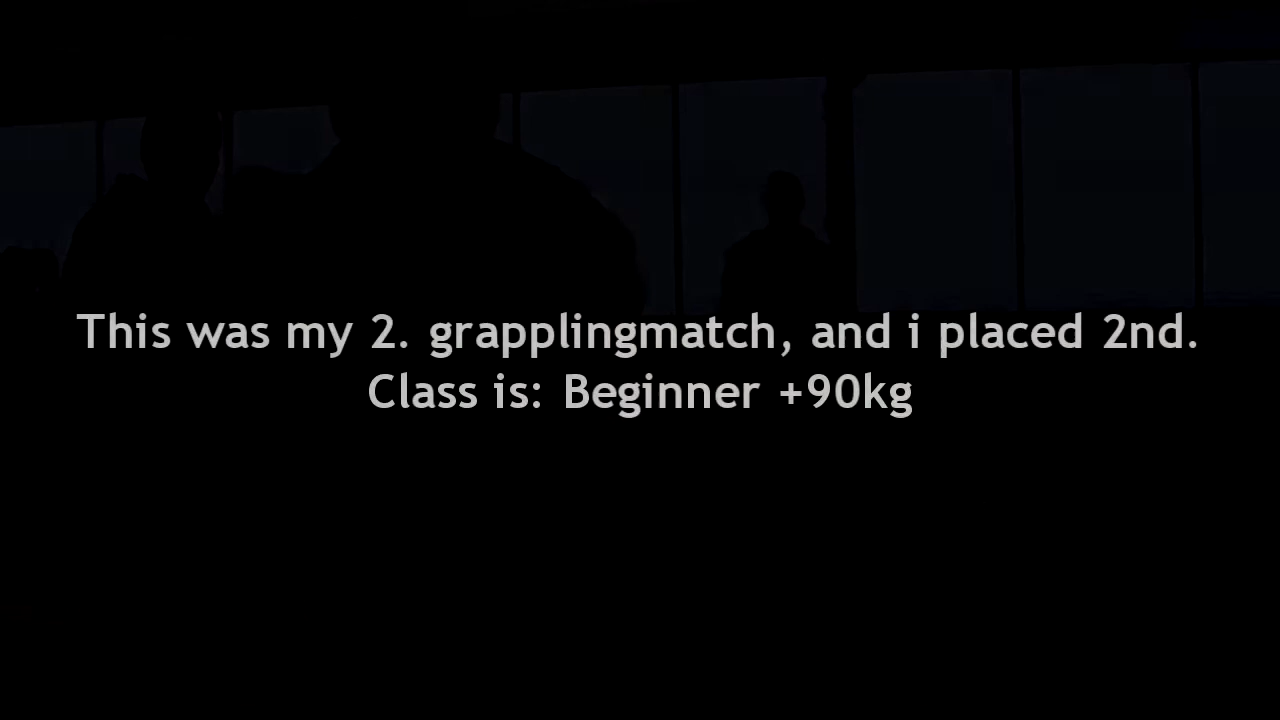 This was my 2. grapplingmatch, and i placed 2nd.
Class is: Beginner +90kg